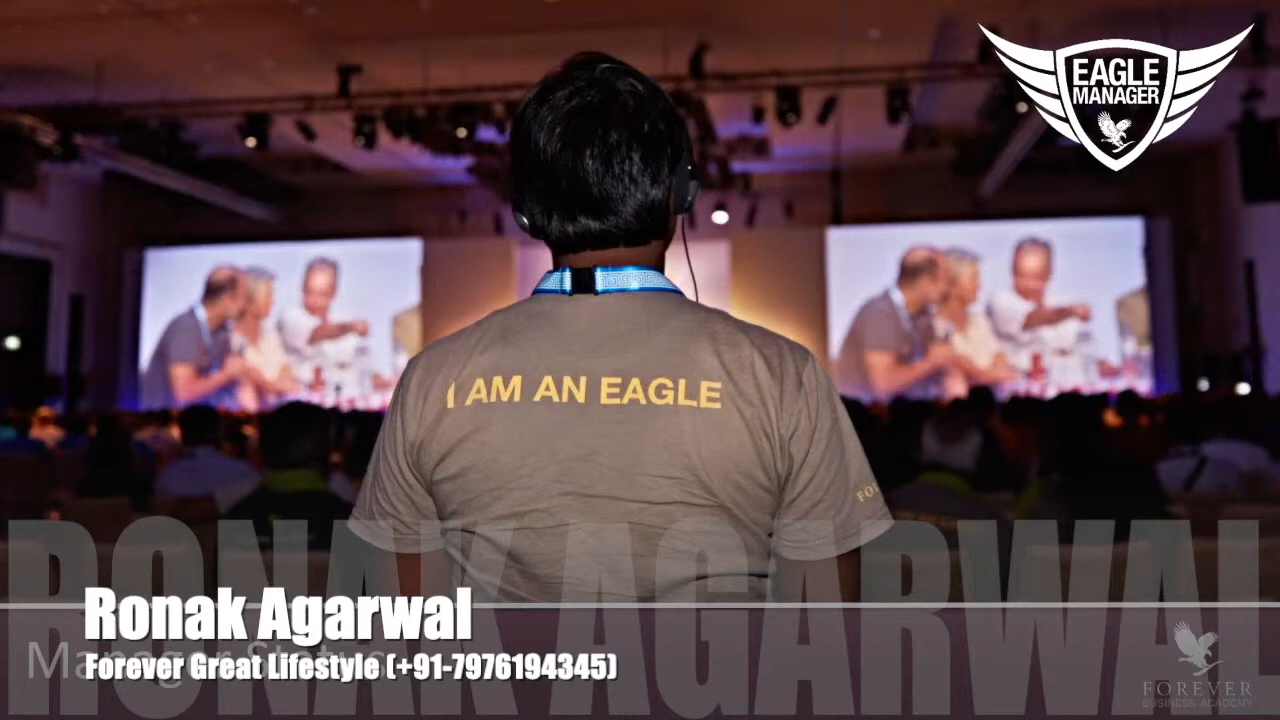 EAGLE
MANAGER
I AM AN EAGLE
FO
RONAK AGARWAL
Ronak Agarwal
Manager Status
Forever Great Lifestyle (+91-7976194345)
FOREVER
BUSINESS ACADEMY